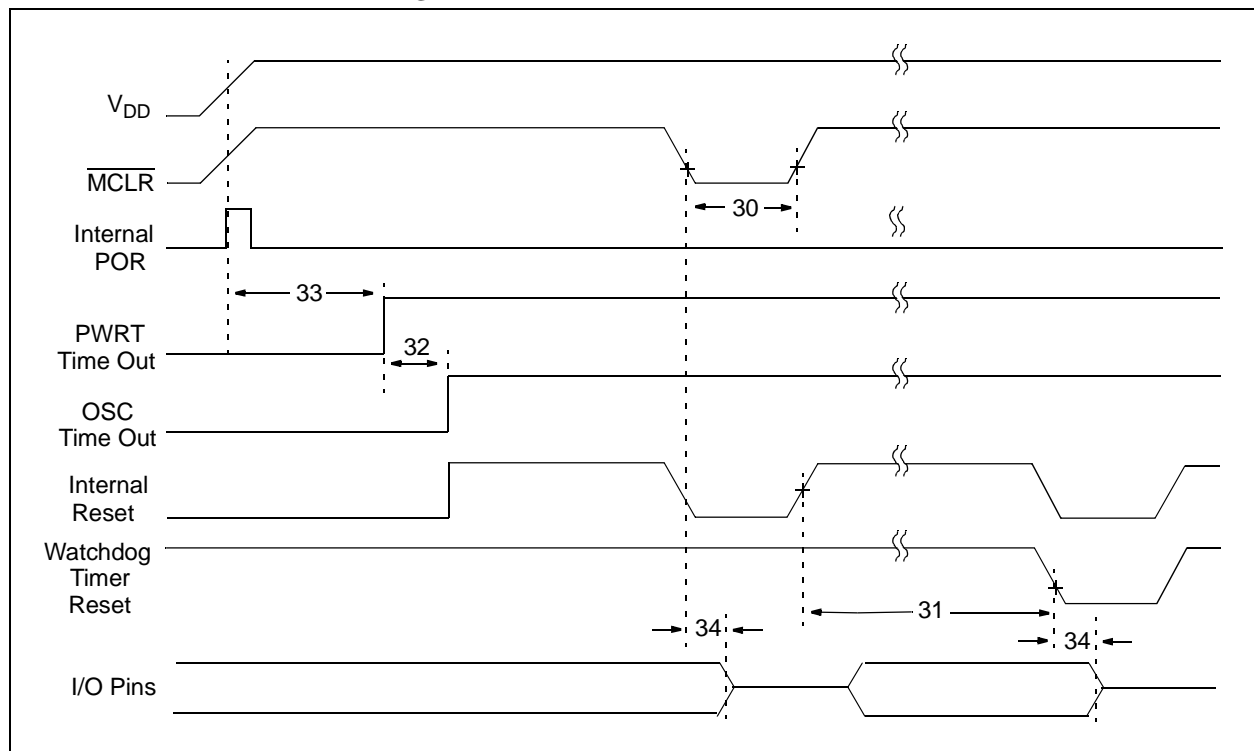 VDD
MCLR
30
Internal
POR
33
PWRT
Time Out
32
OSC
Time Out
Internal
Reset
Watchdog
Timer
Reset
31
34
34
I/O Pins